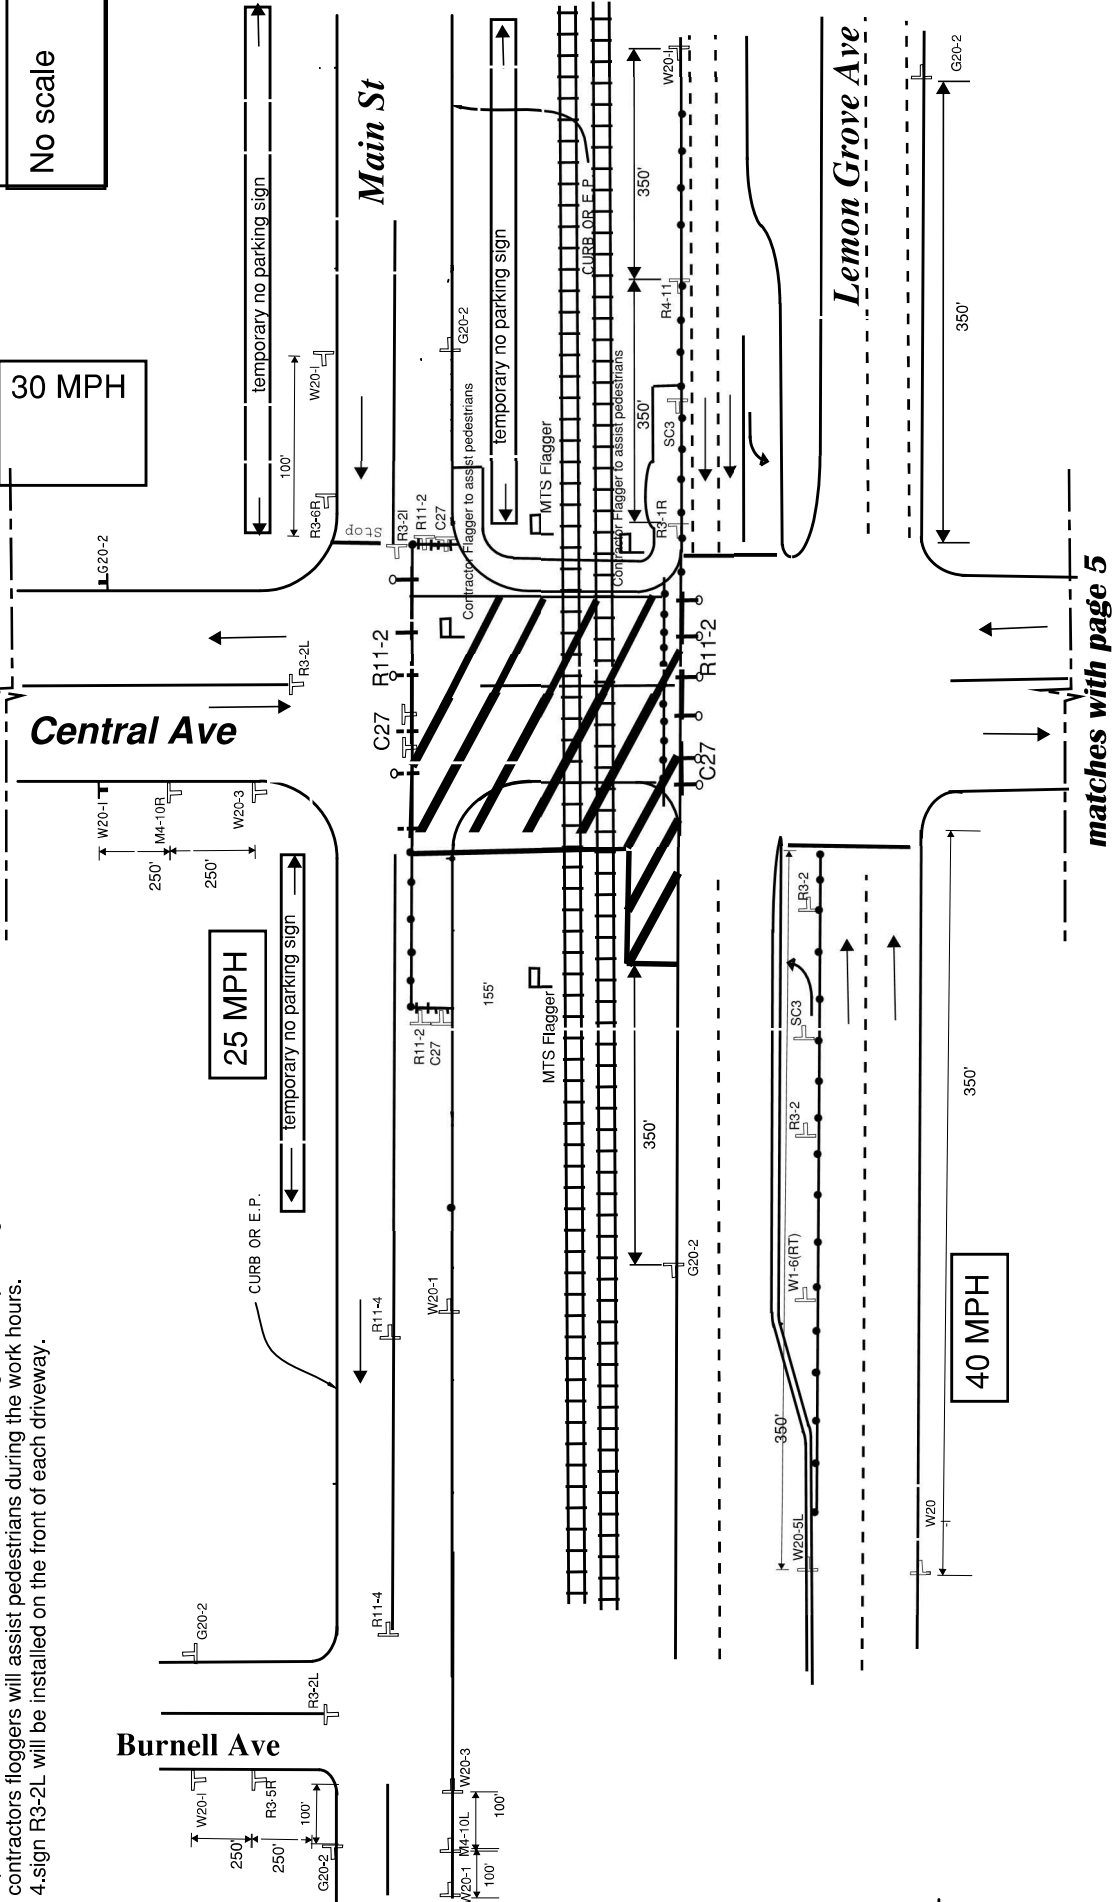 No scale
30 MPH
temporary no parking sign
Main St
temporary no parking sign
CURB OR E.P.
W20-I
350'
R4-11
350'
SC3
R3-1R
Lemon Grove Ave
G20-2
350'
W20-I
100'
R3-6R
G20-2
Stop
R3-2I
R11-2
C27
G20-2
Contractor Flagger to assist pedestrians
MTS Flagger
Contractor Flagger to assist pedestrians
G20-2
R3-2L
Central Ave
R11-2
C27
R11-2
C27
matches with page 5
W20-I
M4-10R
W20-3
250'
250'
25 MPH
temporary no parking sign
CURB OR E.P.
R11-2
C27
155'
MTS Flagger
350'
G20-2
R3-2
SC3
R3-2
W1-6(RT)
350'
W20-5L
350'
40 MPH
W20
-I
R11-4
W20-1
R11-4
G20-2
R3-2L
Burnell Ave
W20-I
R3-5R
250'
250'
100'
G20-2
W20-3
100'
M4-10L
100'
W20-1
contractors floggers will assist pedestrians during the work hours.
4.sign R3-2L will be installed on the front of each driveway.